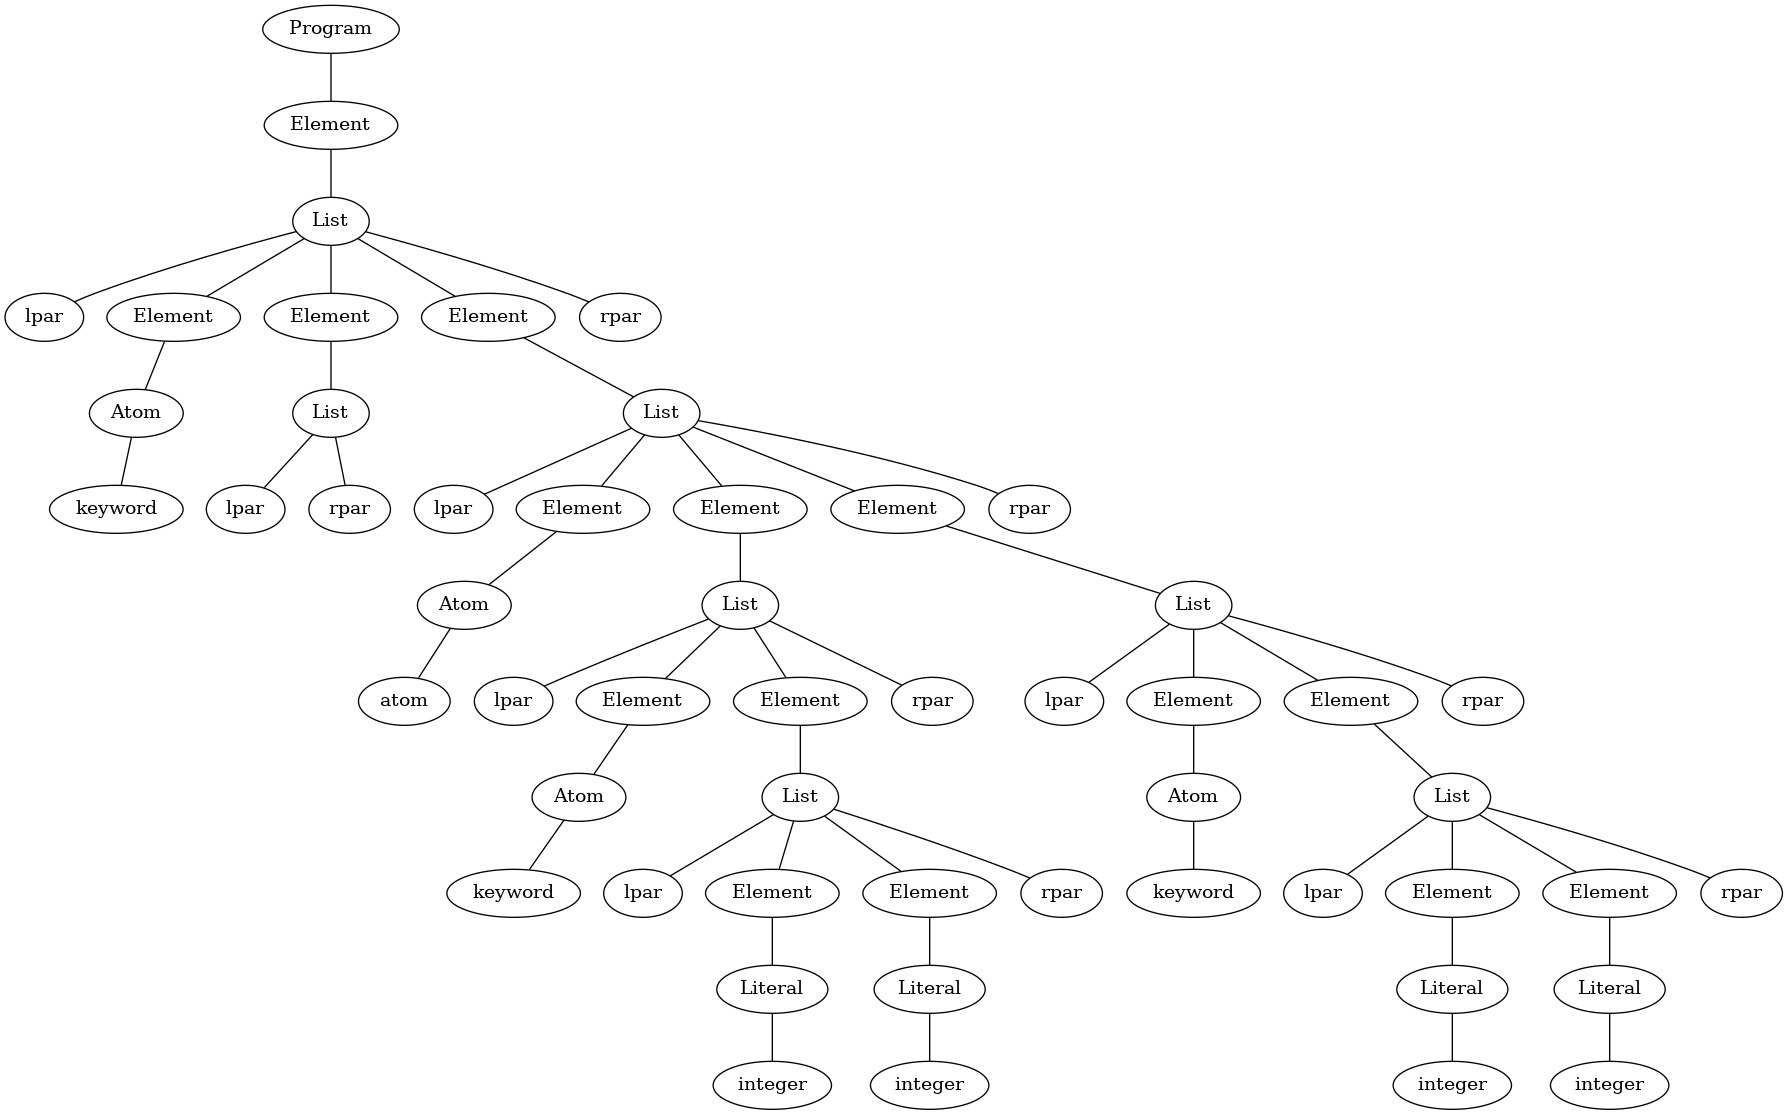 Program
Element
List
lpar Element Element Element rpar
Atom List List
keyword lpar rpar lpar Element Element Element rpar
Atom List List
atom lpar Element Element rpar lpar Element Element rpar
Atom List Atom List
keyword lpar Element Element rpar keyword lpar Element Element rpar
Literal Literal Literal Literal
integer integer integer integer